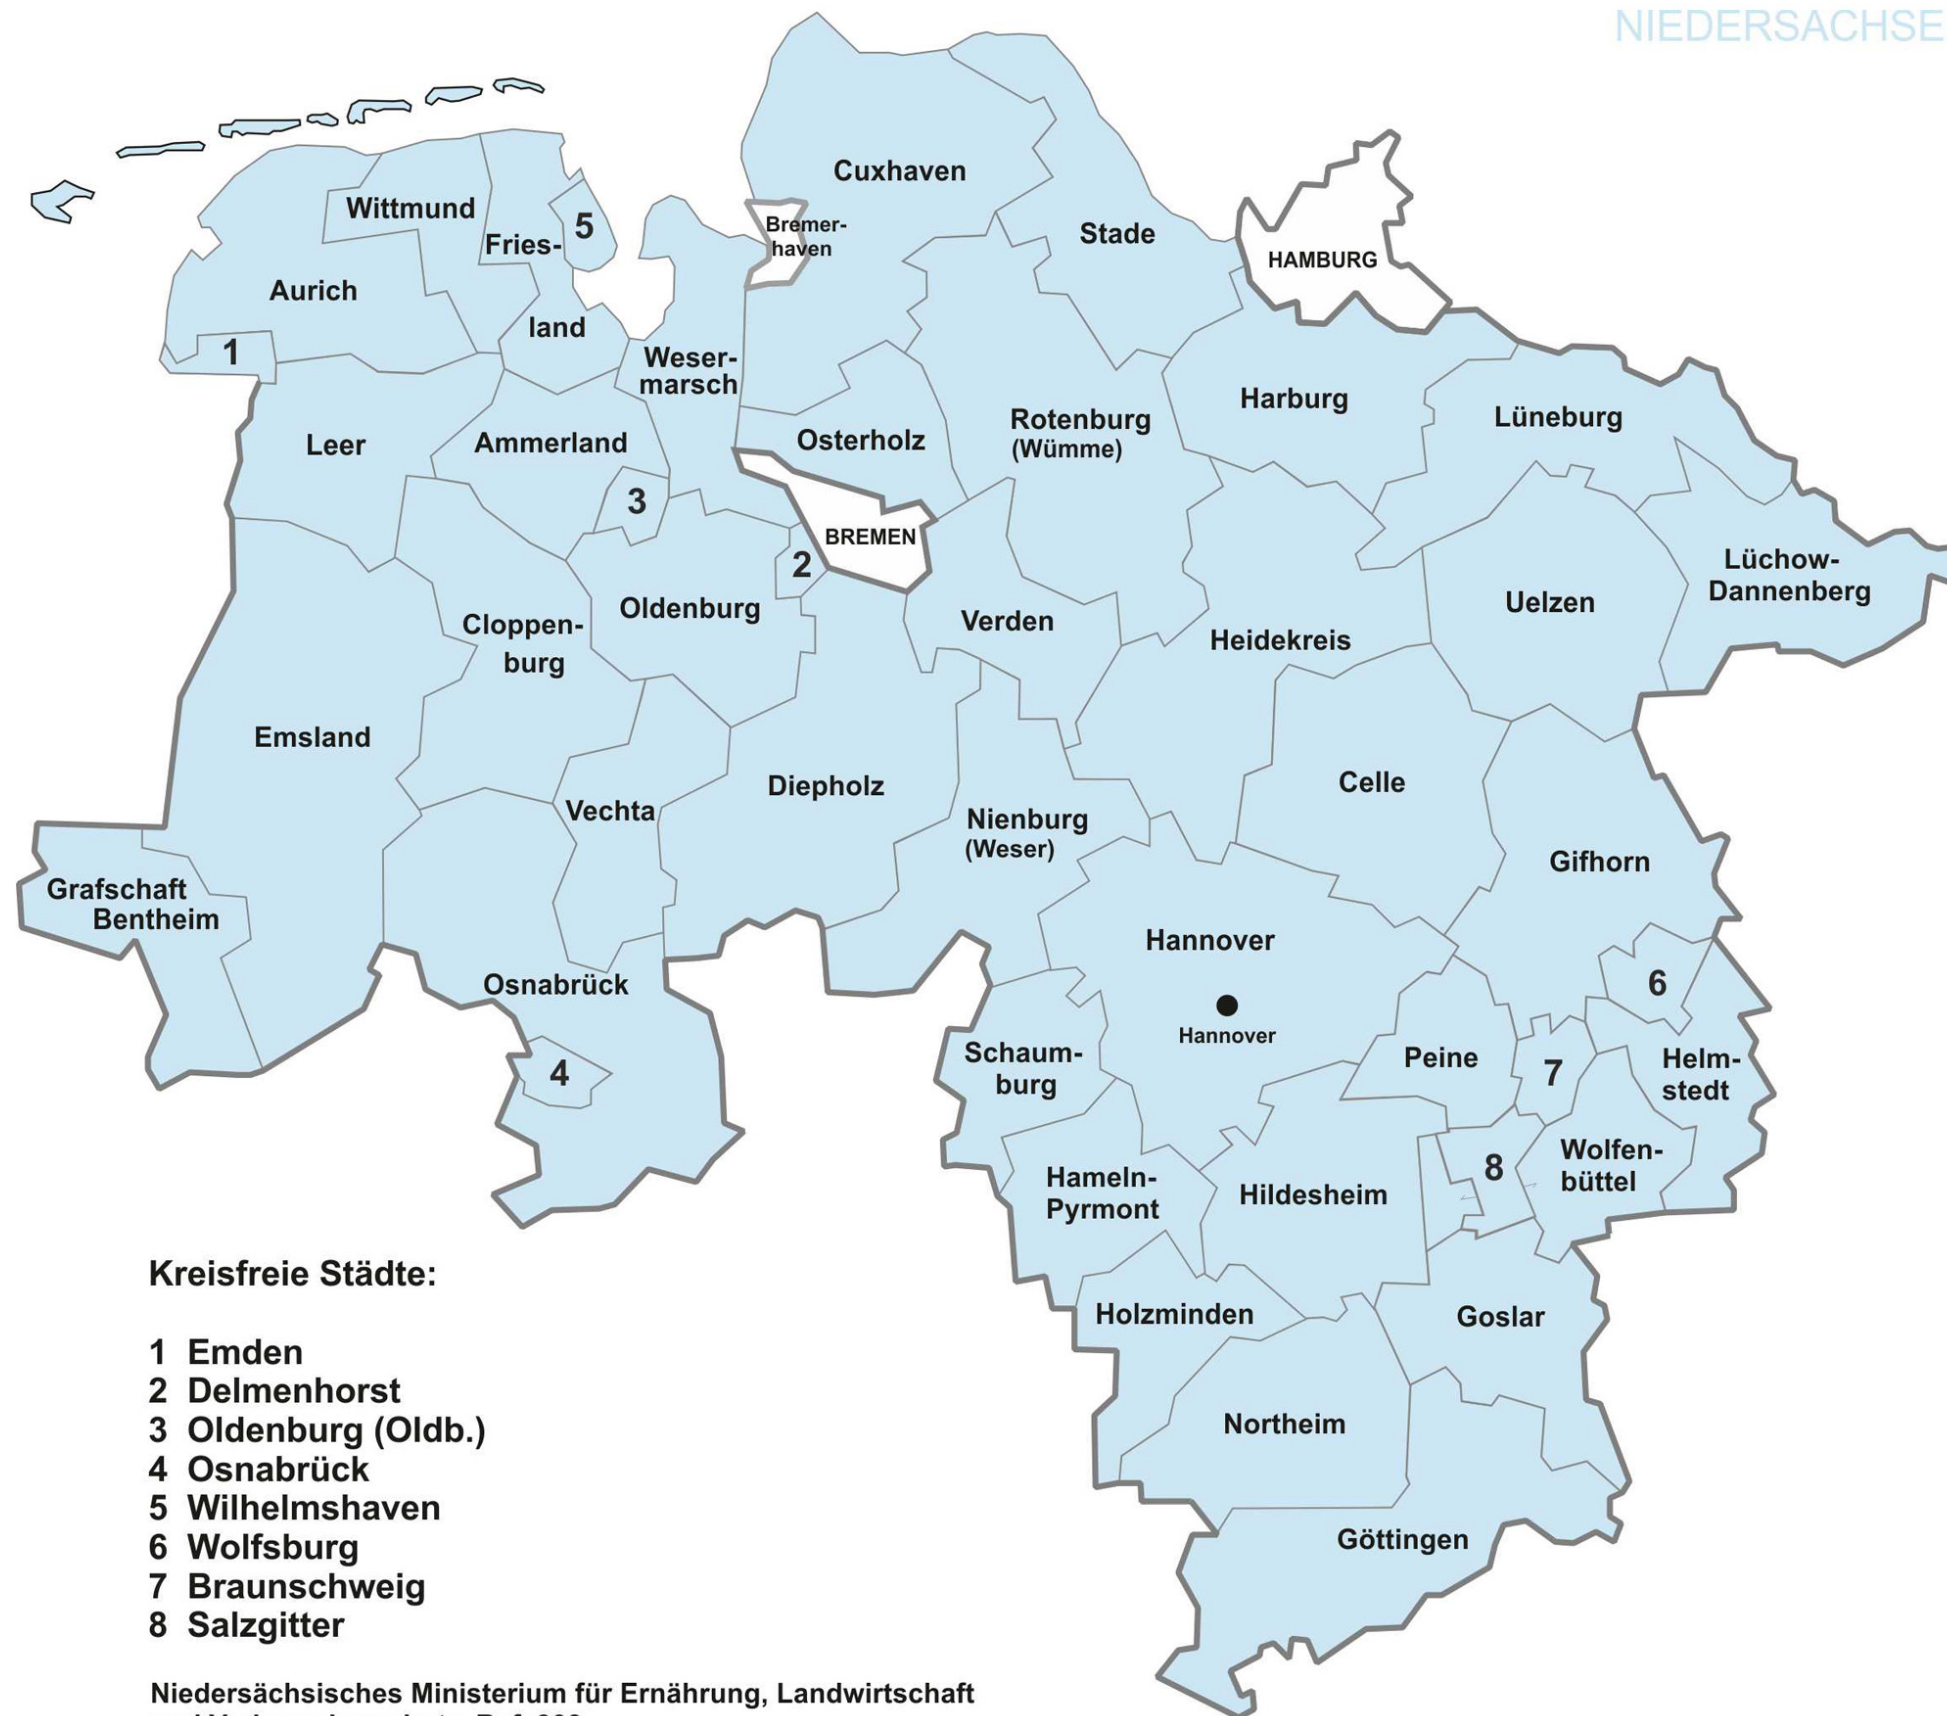 NIEDERSACHSE
Cuxhaven
Wittmund
5
Bremer-
haven
Stade
Fries-
HAMBURG
Aurich
land
1
Weser-
marsch
Harburg
Lüneburg
Rotenburg
(Wümme)
Leer
Ammerland
Osterholz
3
BREMEN
2
Lüchow-
Dannenberg
Oldenburg
Uelzen
Cloppen-
burg
Verden
Heidekreis
Emsland
Diepholz
Celle
Vechta
Nienburg
(Weser)
Gifhorn
Grafschaft
Bentheim
Hannover
Osnabrück
6
Hannover
Schaum-
burg
Peine
7
Helm-
stedt
4
Hameln-
Pyrmont
Hildesheim
8
Wolfen-
büttel
Holzminden
Goslar
Northeim
Göttingen
Kreisfreie Städte:
1 Emden
2 Delmenhorst
3 Oldenburg (Oldb.)
4 Osnabrück
5 Wilhelmshaven
6 Wolfsburg
7 Braunschweig
8 Salzgitter
Niedersächsisches Ministerium für Ernährung, Landwirtschaft